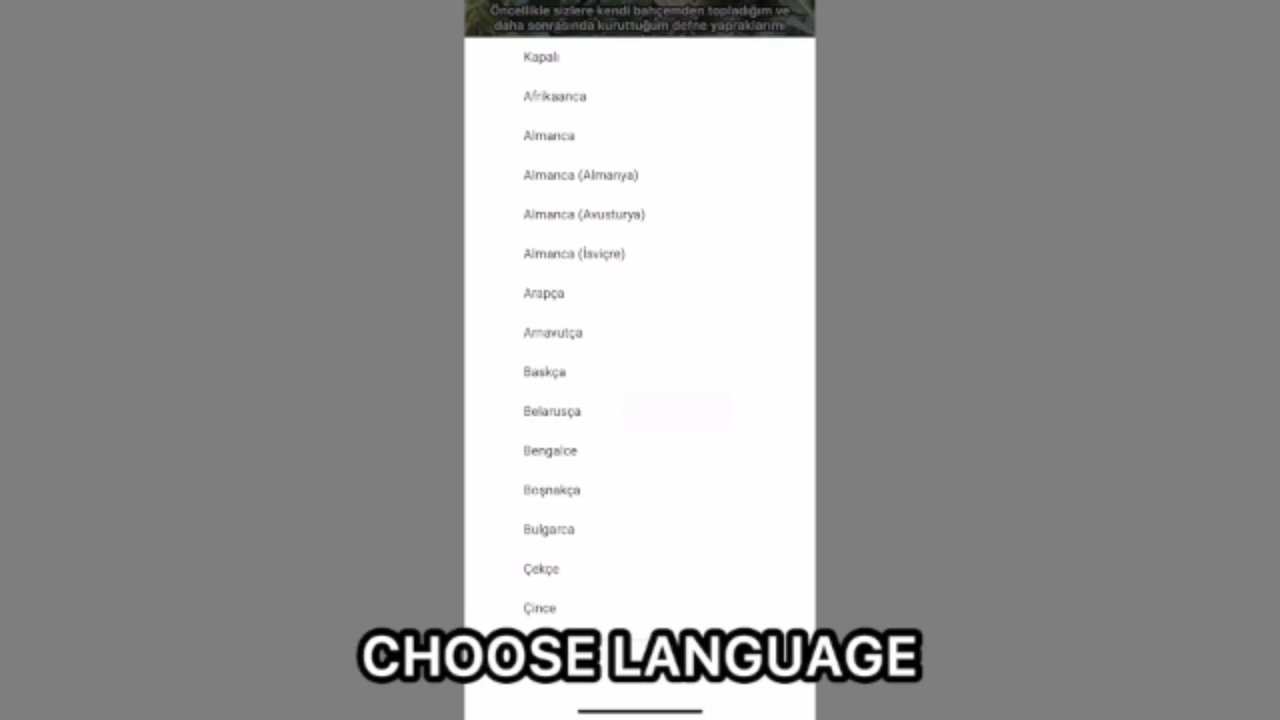 Öncellikle sizlere kendi bahçemden topladığım ve
daha sonrasında kuruttuğum defne yapraklarını
Kapalı
Afrikaanca
Almanca
Almanca (Almanya)
Almanca (Avusturya)
Almanca (İsviçre)
Arapça
Arnavutça
Baskça
Belarusça
Bengalce
Boşnakça
Bulgarca
Çekçe
Çince
CHOOSE LANGUAGE